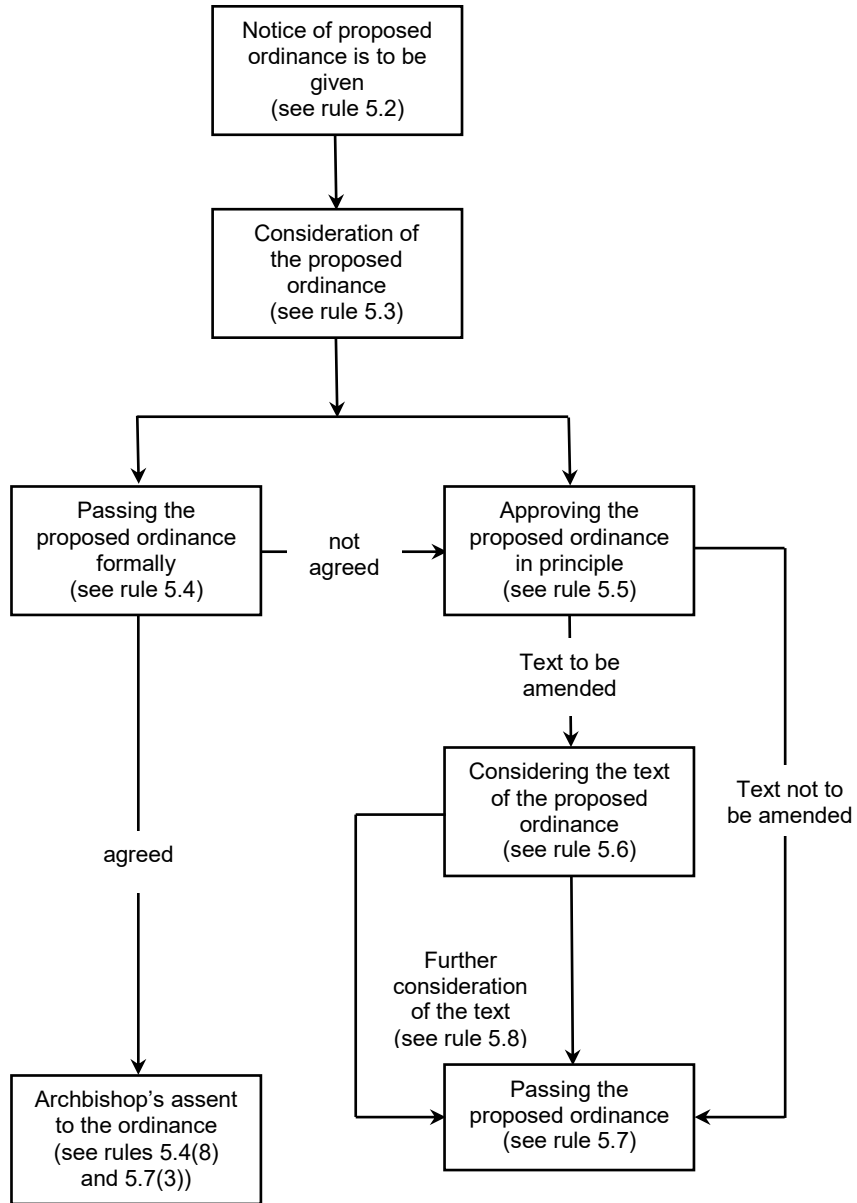 Notice of proposed
ordinance is to be
given
(see rule 5.2)
Consideration of
the proposed
ordinance
(see rule 5.3)
Passing the
proposed ordinance
formally
(see rule 5.4)
not
agreed
Approving the
proposed ordinance
in principle
(see rule 5.5)
Text to be
amended
Considering the text
of the proposed
ordinance
(see rule 5.6)
Text not to
be amended
agreed
Further
consideration
of the text
(see rule 5.8)
Archbishop’s assent
to the ordinance
(see rules 5.4(8)
and 5.7(3))
Passing the
proposed ordinance
(see rule 5.7)